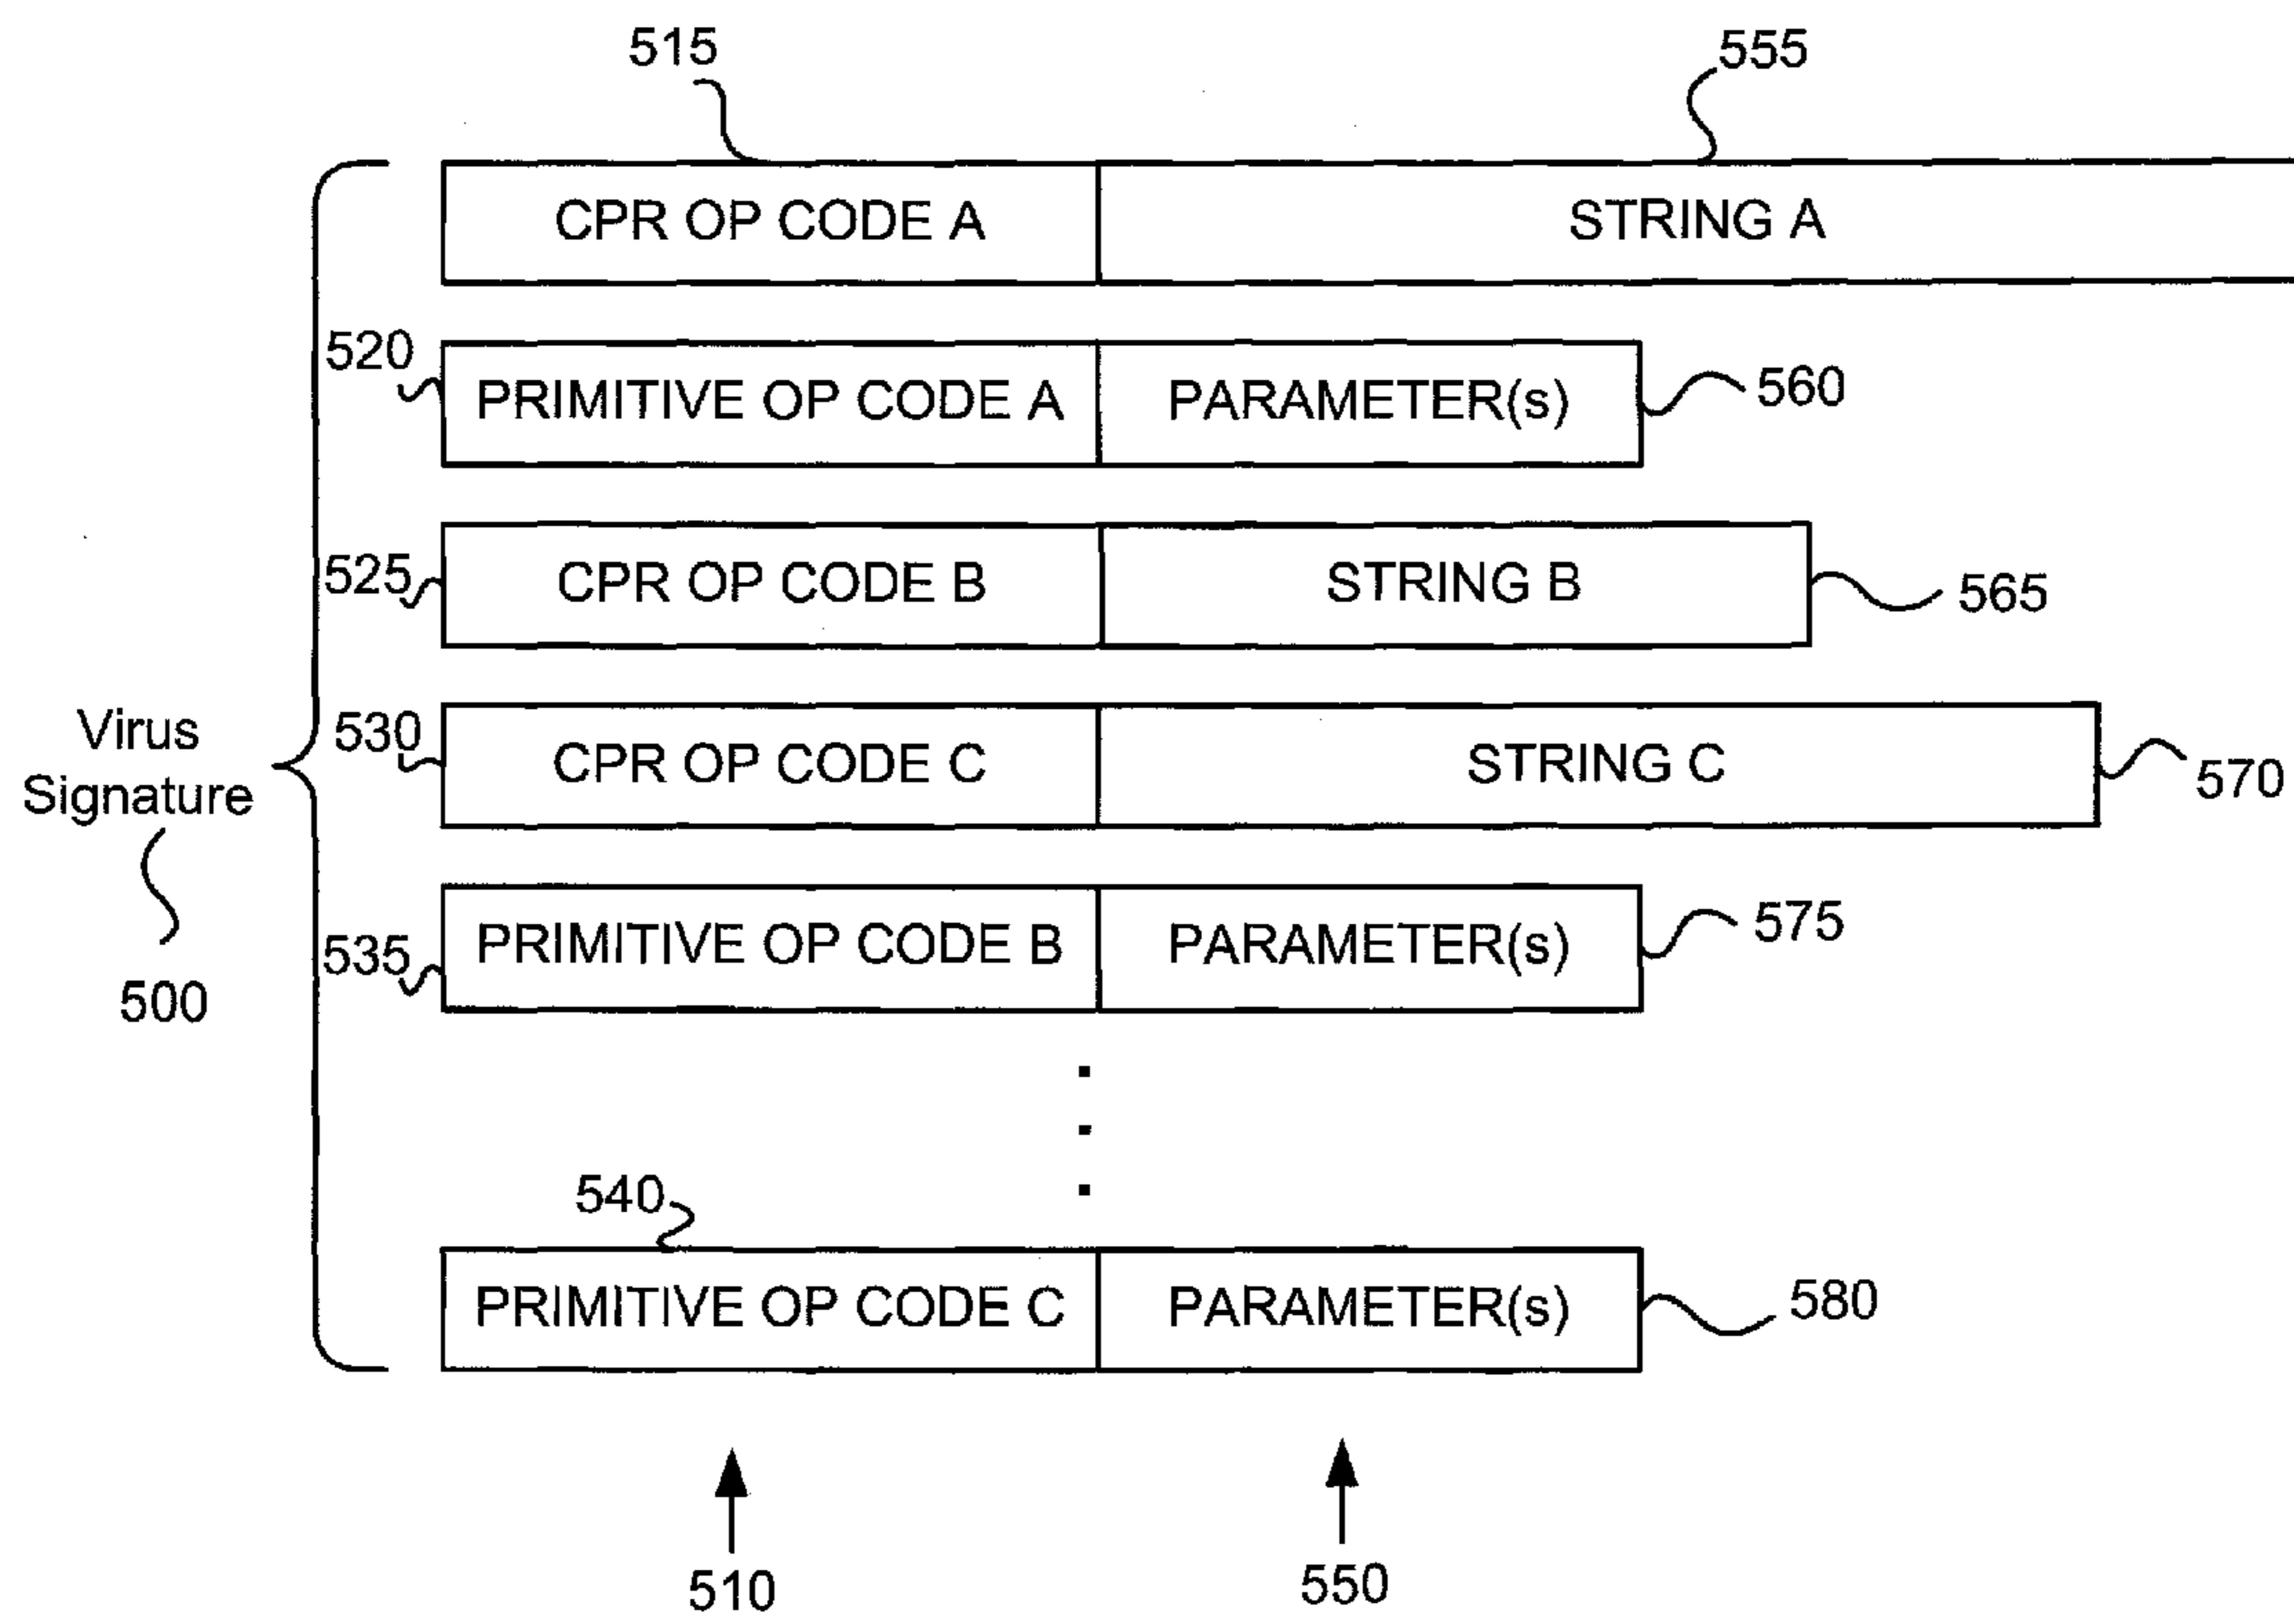 515
555
CPR OP CODE A
STRING A
520
PRIMITIVE OP CODE A
PARAMETER(s)
560
525
CPR OP CODE B
STRING B
565
Virus
Signature
500
530
CPR OP CODE C
STRING C
570
535
PRIMITIVE OP CODE B
PARAMETER(s)
575
540
PRIMITIVE OP CODE C
PARAMETER(s)
580
510
550